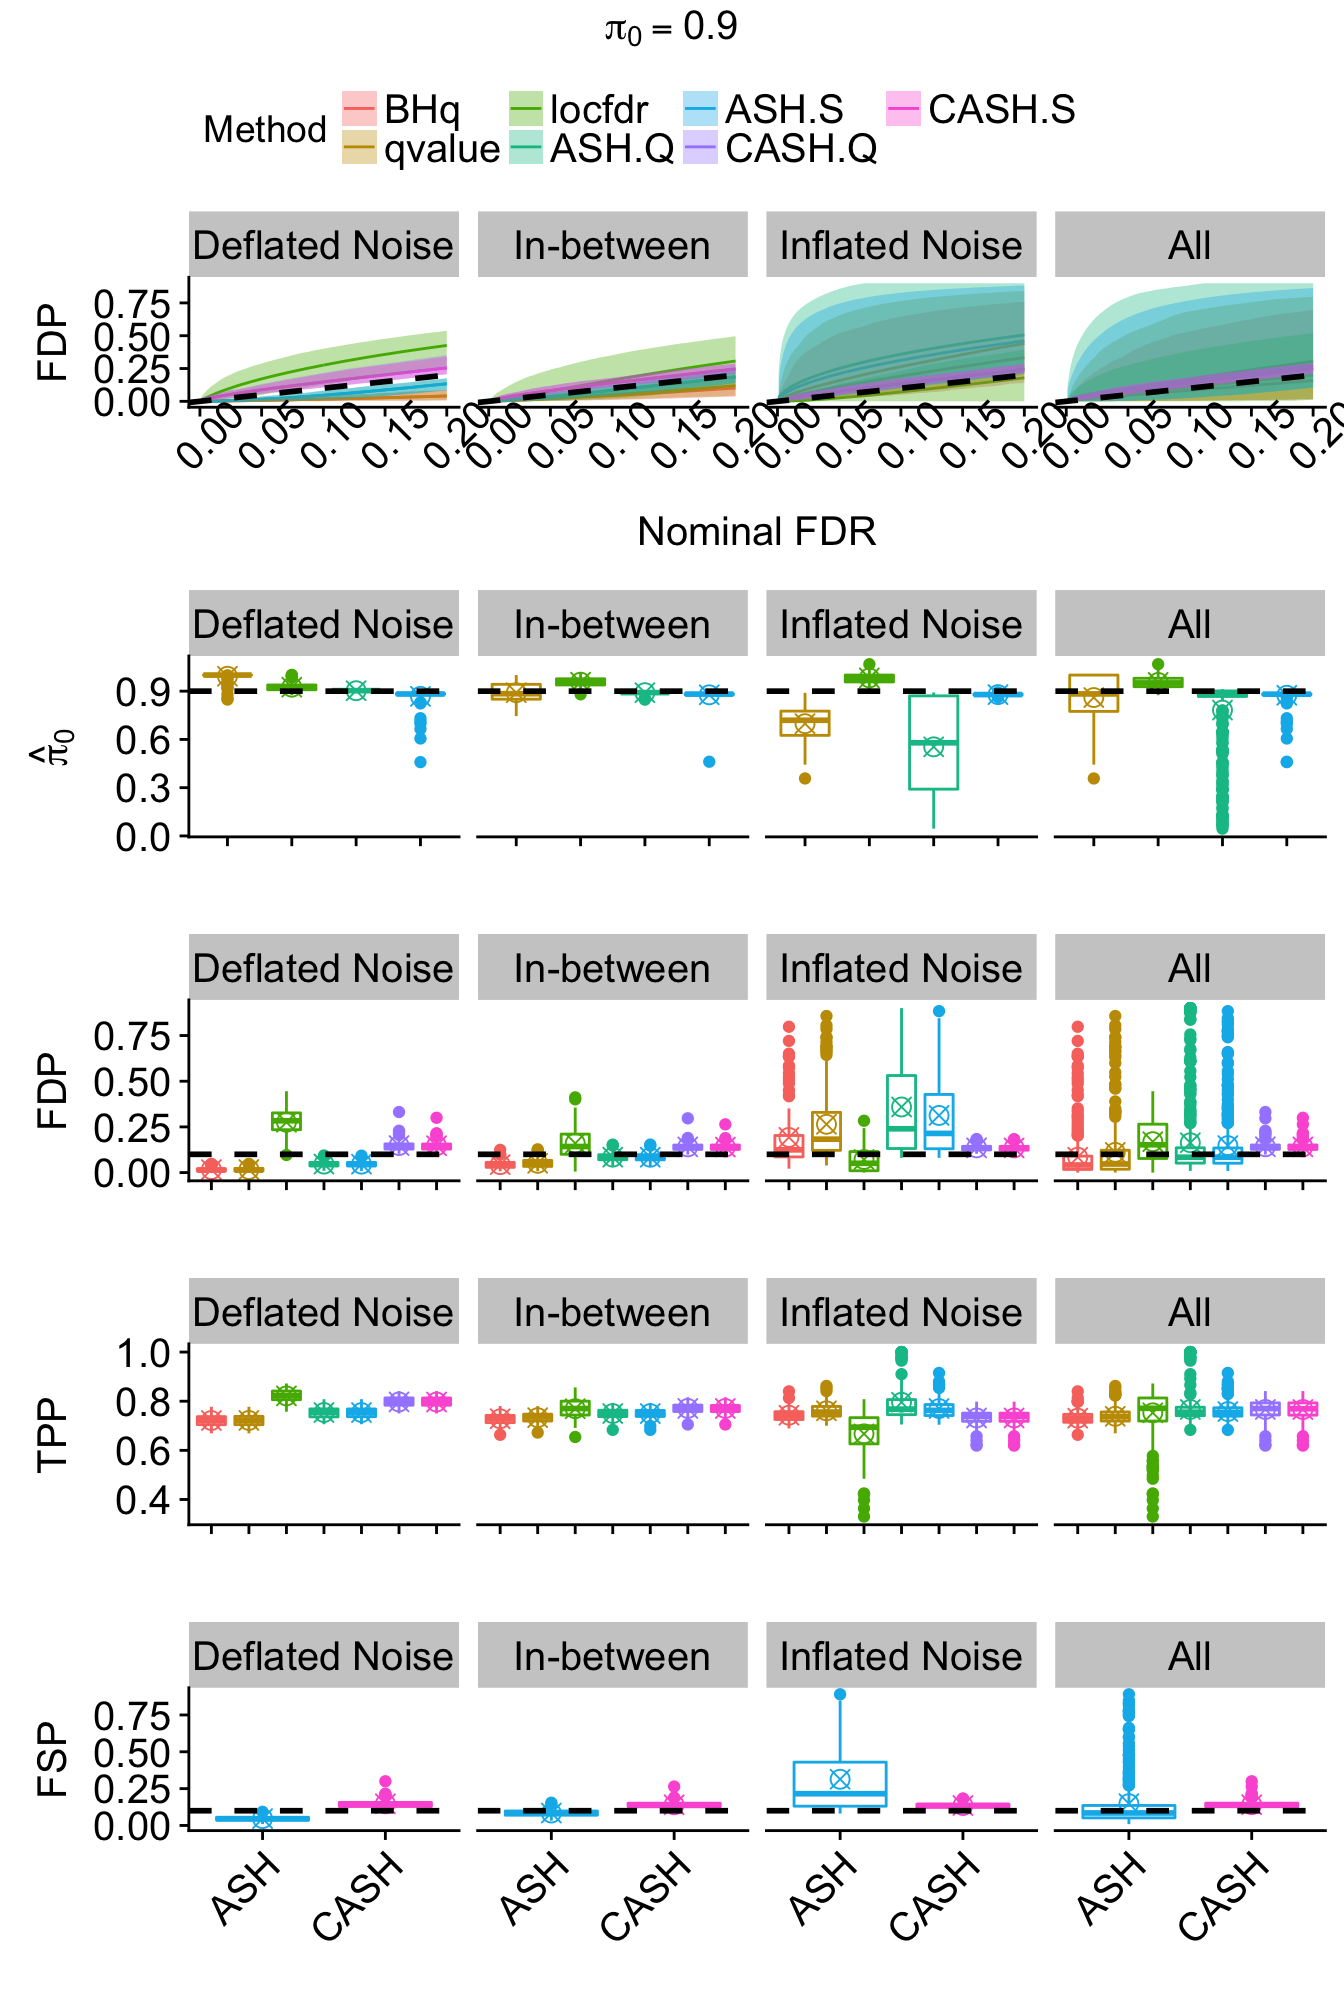 π0 = 0.9
Method BHq locfdr ASH.S CASH.S
qvalue ASH.Q CASH.Q
Deflated Noise In-between Inflated Noise All
FDP
0.75
0.50
0.25
0.00
0.00 0.05 0.10 0.15 0.20 0.00 0.05 0.10 0.15 0.20 0.00 0.05 0.10 0.15 0.20 0.00 0.05 0.10 0.15 0.20
Nominal FDR
Deflated Noise In-between Inflated Noise All
π̂0
0.9
0.6
0.3
0.0
Deflated Noise In-between Inflated Noise All
FDP
0.75
0.50
0.25
0.00
Deflated Noise In-between Inflated Noise All
TPP
1.0
0.8
0.6
0.4
Deflated Noise In-between Inflated Noise All
FSP
0.75
0.50
0.25
0.00
ASH CASH ASH CASH ASH CASH ASH CASH